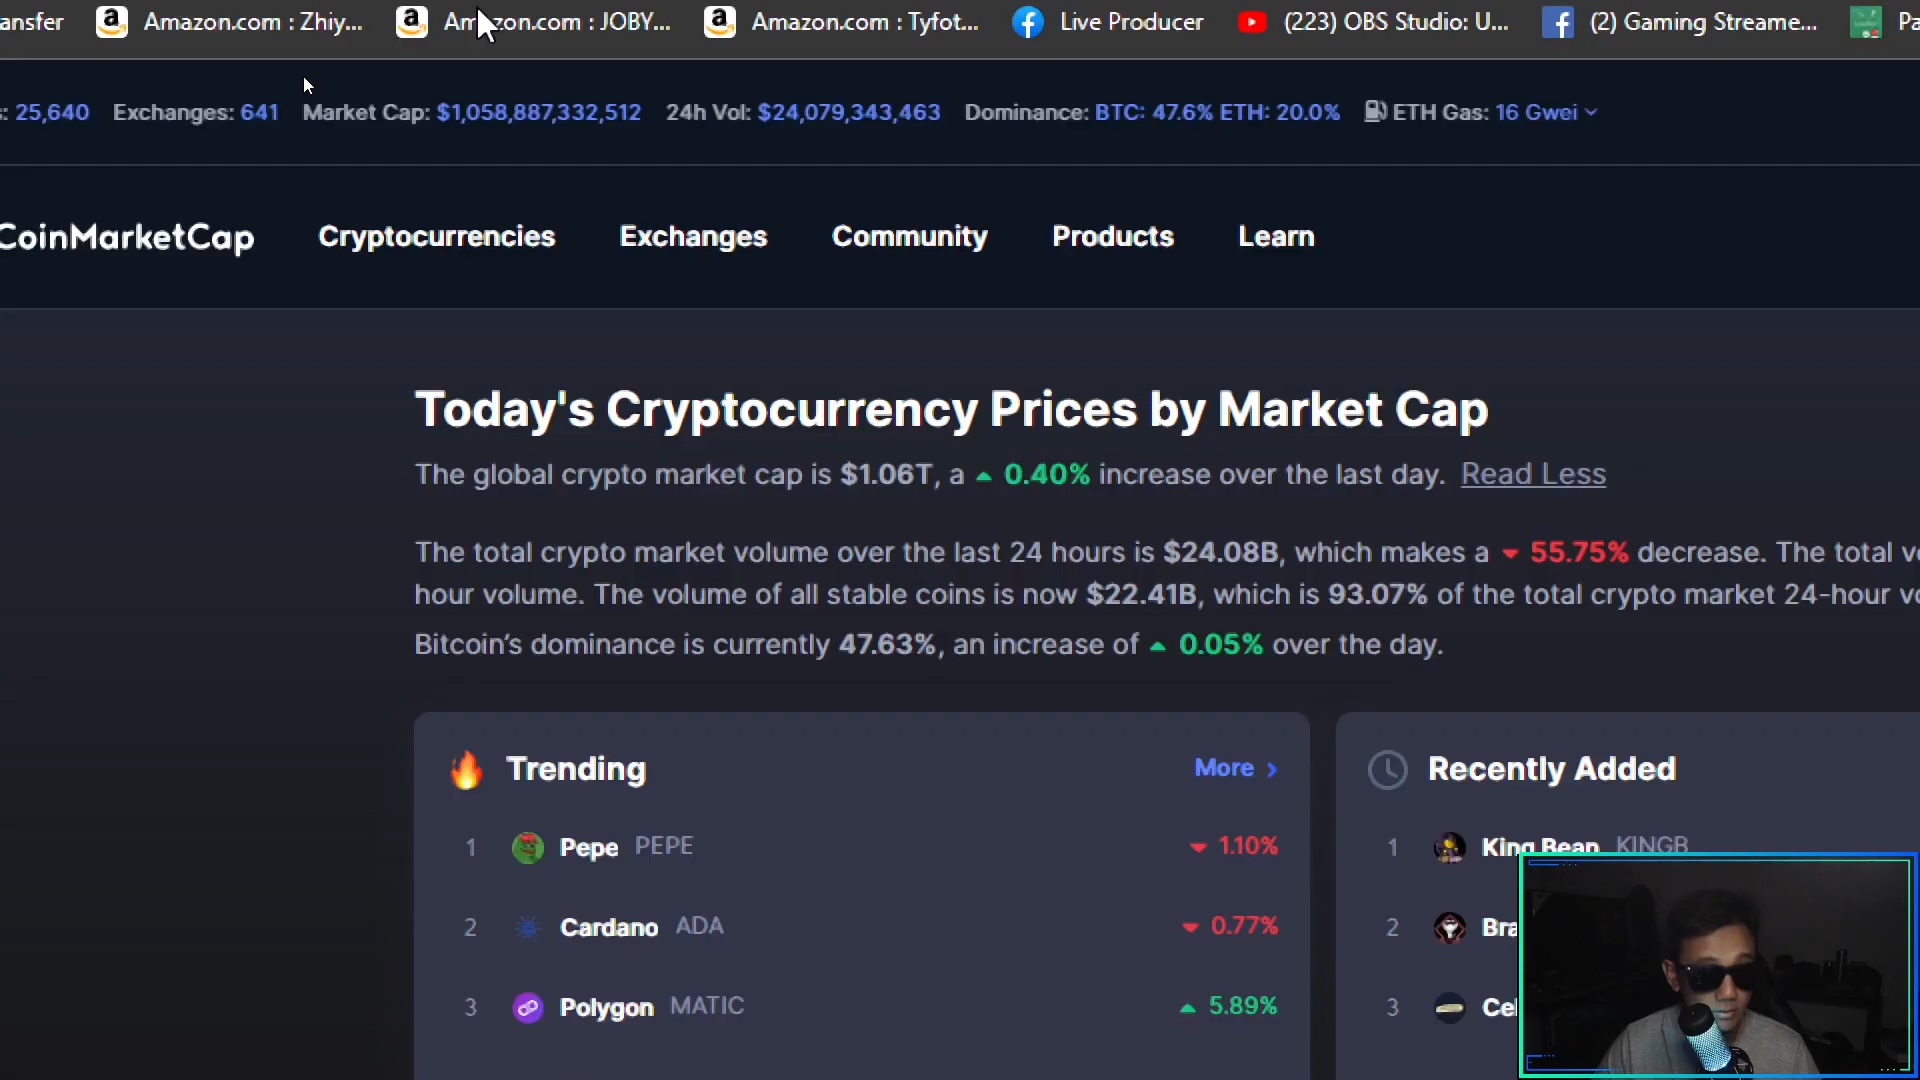 ansfer Amazon.com : Zhiy... Amazon.com : JOBY... Amazon.com : Tyfot... Live Producer (223) OBS Studio: U... (2) Gaming Streame... Pa
s: 25,640 Exchanges: 641 Market Cap: $1,058,887,332,512 24h Vol: $24,079,343,463 Dominance: BTC: 47.6% ETH: 20.0% ETH Gas: 16 Gwei
CoinMarketCap Cryptocurrencies Exchanges Community Products Learn
Today's Cryptocurrency Prices by Market Cap
The global crypto market cap is $1.06T, a 0.40% increase over the last day. Read Less
The total crypto market volume over the last 24 hours is $24.08B, which makes a 55.75% decrease. The total vo
hour volume. The volume of all stable coins is now $22.41B, which is 93.07% of the total crypto market 24-hour vo
Bitcoin’s dominance is currently 47.63%, an increase of 0.05% over the day.
Trending More
1 Pepe PEPE 1.10%
2 Cardano ADA 0.77%
3 Polygon MATIC 5.89%
Recently Added
1 King Bean KINGB
2 Bra
3 Cel